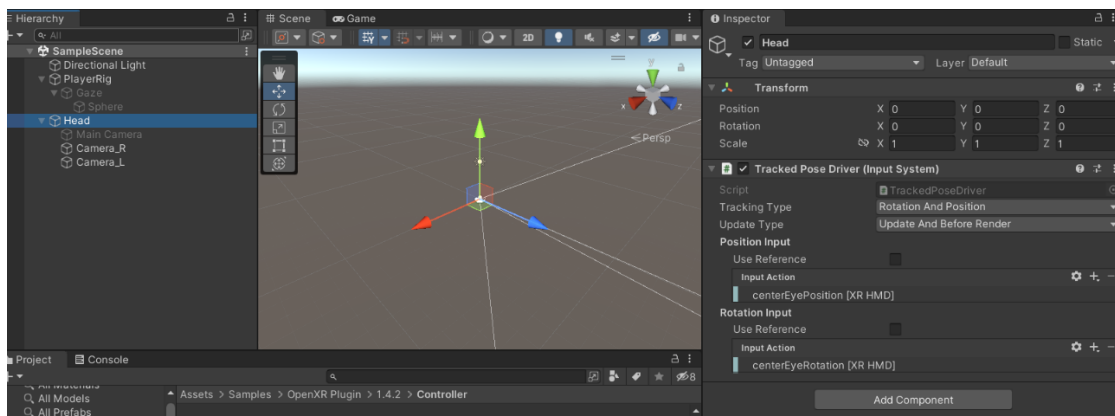 Hierarchy
All
SampleScene
Directional Light
PlayerRig
Gaze
Sphere
Head
Main Camera
Camera_R
Camera_L
Scene
Game
2D
y
x
z
Persp
Inspector
Head
Static
Tag Untagged
Layer Default
Transform
Position X 0 Y 0 Z 0
Rotation X 0 Y 0 Z 0
Scale X 1 Y 1 Z 1
Tracked Pose Driver (Input System)
Script TrackedPoseDriver
Tracking Type Rotation And Position
Update Type Update And Before Render
Position Input
Use Reference
Input Action
centerEyePosition [XR HMD]
Rotation Input
Use Reference
Input Action
centerEyeRotation [XR HMD]
Add Component
Project
Console
8
All Materials
All Models
All Prefabs
Assets > Samples > OpenXR Plugin > 1.4.2 > Controller